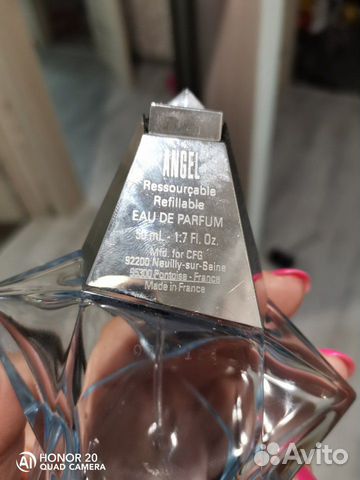 ANGEL
Ressourçable
Refillable
EAU DE PARFUM
50 mL - 1.7 Fl. Oz.
Mfd. for CFG
92200 Neuilly-sur-Seine
95300 Pontoise - France
Made in France
HONOR 20
QUAD CAMERA
Avito